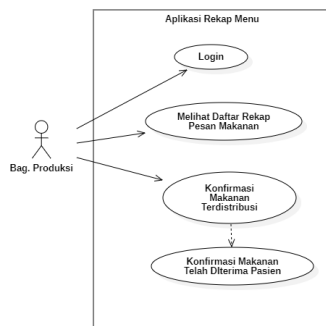 Aplikasi Rekap Menu
Login
Melihat Daftar Rekap
Pesan Makanan
Bag. Produksi
Konfirmasi
Makanan
Terdistribusi
Konfirmasi Makanan
Telah DIterima Pasien